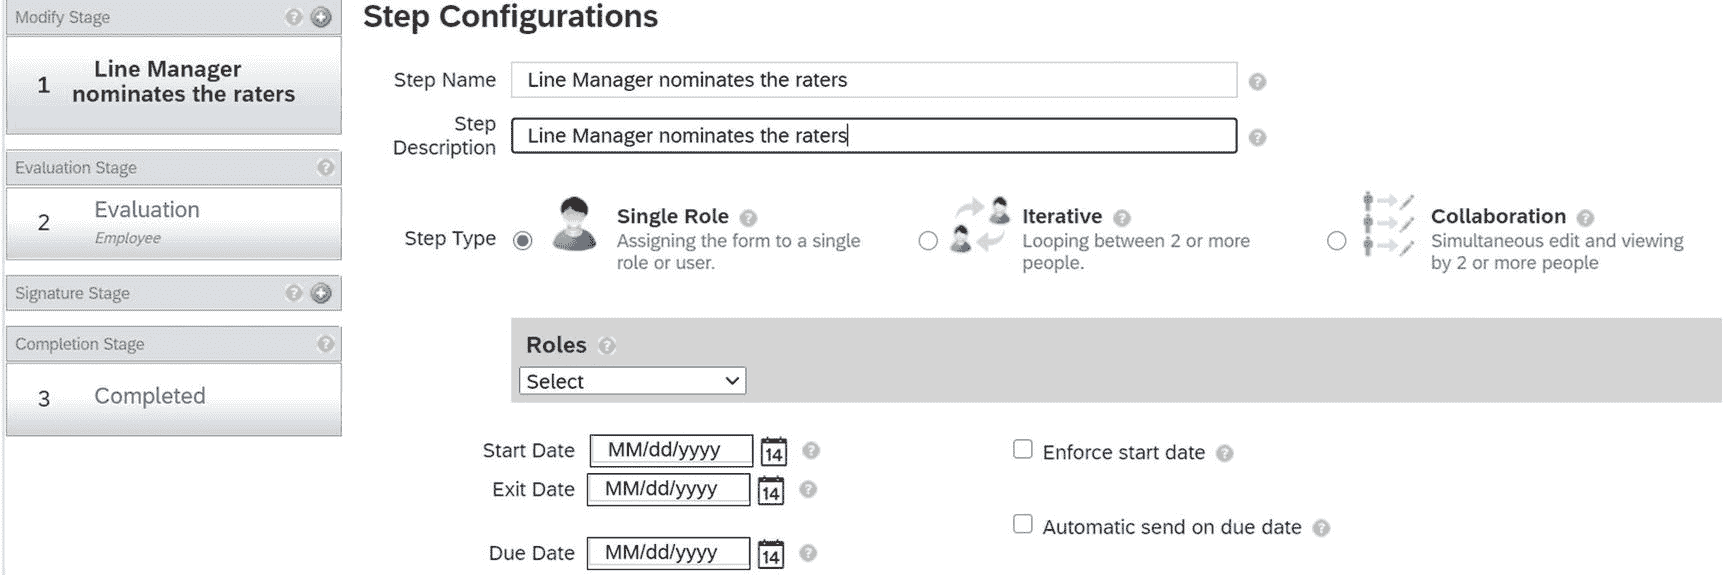 Modify Stage
1
Line Manager
nominates the raters
Evaluation Stage
2
Evaluation
Employee
Signature Stage
Completion Stage
3
Completed
Step Configurations
Step Name
Line Manager nominates the raters
Step
Description
Line Manager nominates the raters
Step Type
Single Role
Assigning the form to a single
role or user.
Iterative
Looping between 2 or more
people.
Collaboration
Simultaneous edit and viewing
by 2 or more people
Roles
Select
Start Date MM/dd/yyyy 14
Enforce start date
Exit Date MM/dd/yyyy 14
Automatic send on due date
Due Date MM/dd/yyyy 14